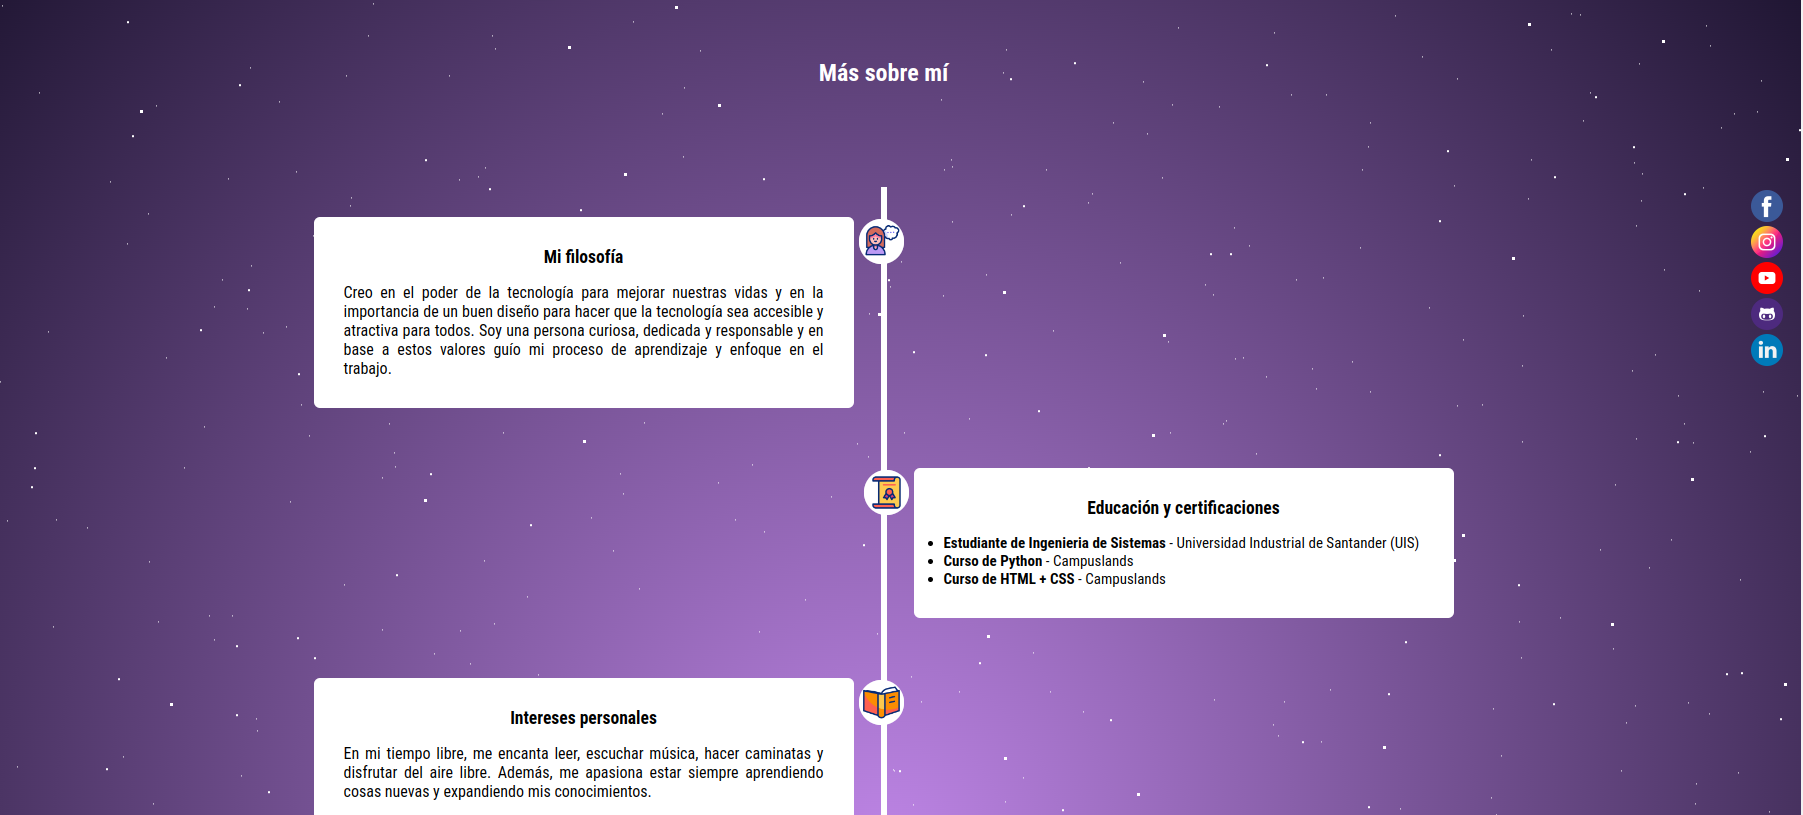 Más sobre mí
Mi filosofía
Creo en el poder de la tecnología para mejorar nuestras vidas y en la
importancia de un buen diseño para hacer que la tecnología sea accesible y
atractiva para todos. Soy una persona curiosa, dedicada y responsable y en
base a estos valores guío mi proceso de aprendizaje y enfoque en el
trabajo.
Educación y certificaciones
Estudiante de Ingenieria de Sistemas - Universidad Industrial de Santander (UIS)
Curso de Python - Campuslands
Curso de HTML + CSS - Campuslands
Intereses personales
En mi tiempo libre, me encanta leer, escuchar música, hacer caminatas y
disfrutar del aire libre. Además, me apasiona estar siempre aprendiendo
cosas nuevas y expandiendo mis conocimientos.